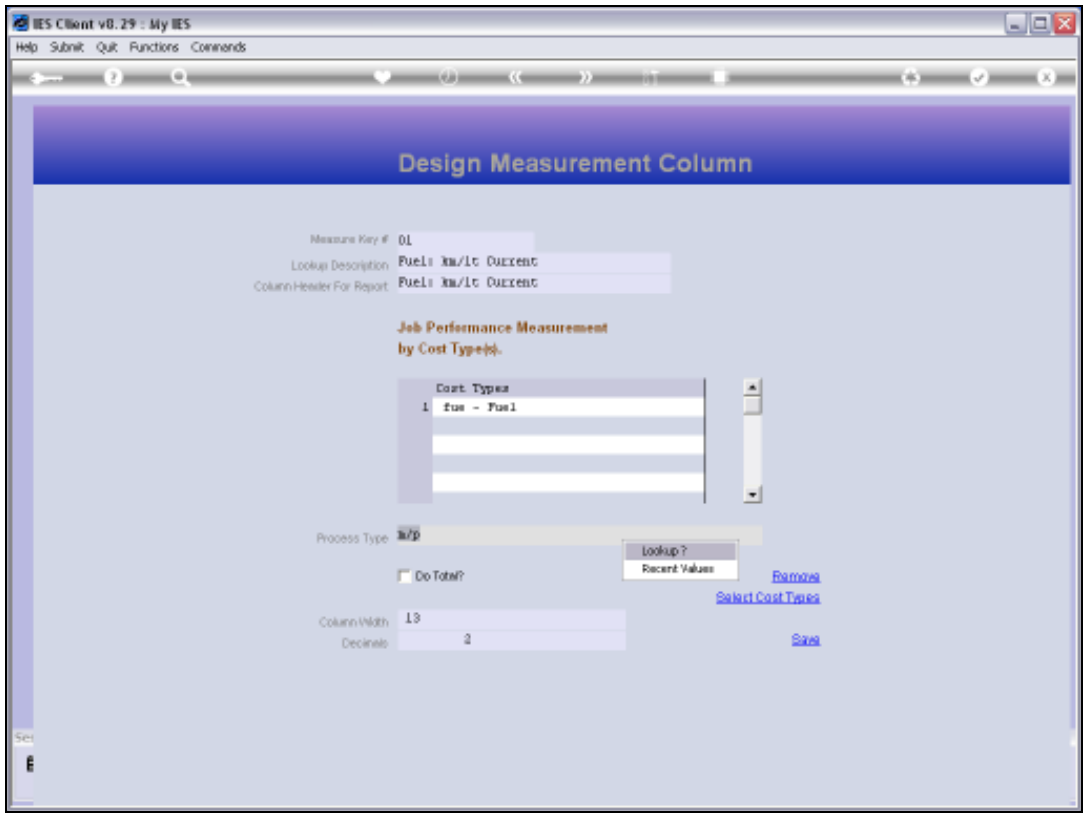 IES Client v8.29 : My IES
Help Submit Quit Functions Commands
Design Measurement Column
Measure Key # 01
Lookup Description Fuel: km/lt Current
Column Header For Report Fuel: km/lt Current
Job Performance Measurement
by Cost Type(s).
Cost Types
1 fue - Fuel
Process Type m/p
Lookup ?
Recent Values
Do Total?
Remove
Select Cost Types
Column Width 13
Decimals 2
Save
Ses